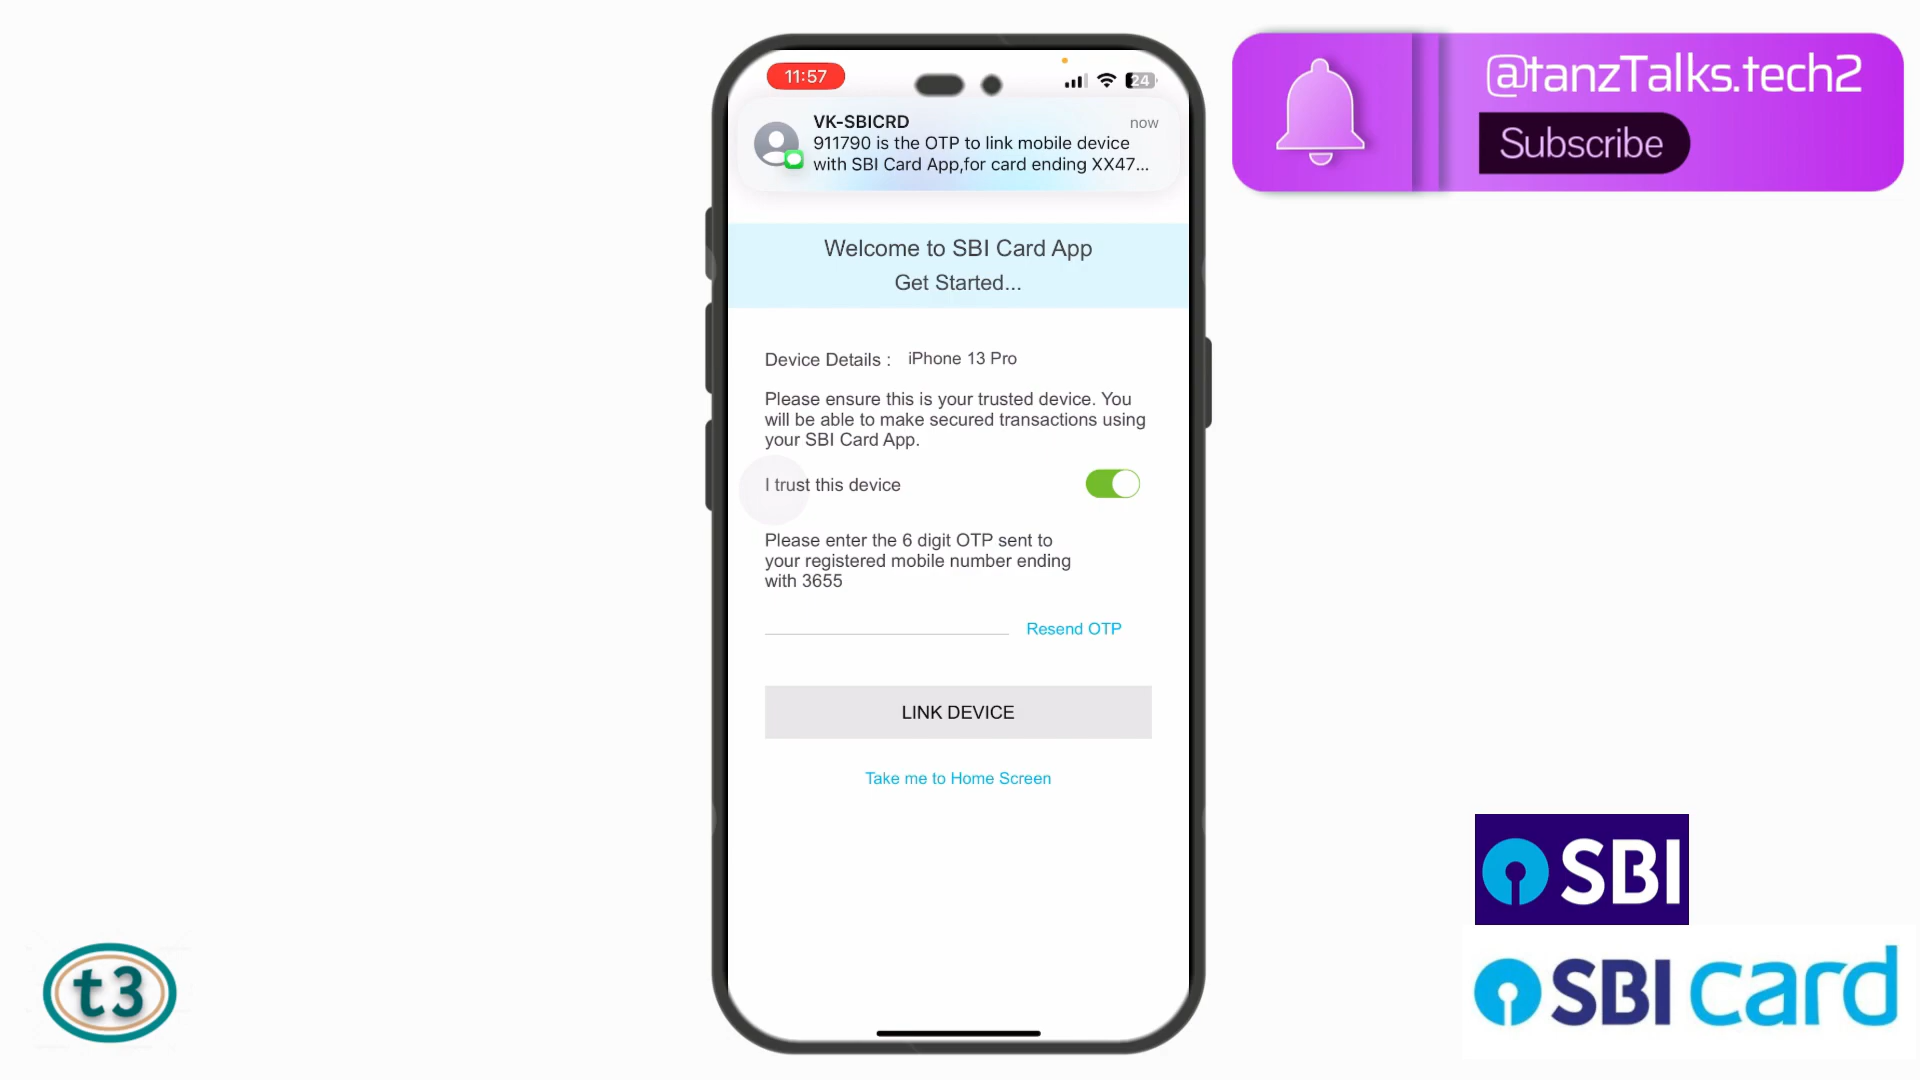 11:57
24
VK-SBICRD
now
911790 is the OTP to link mobile device
with SBI Card App,for card ending XX47...
Welcome to SBI Card App
Get Started...
Device Details : iPhone 13 Pro
Please ensure this is your trusted device. You
will be able to make secured transactions using
your SBI Card App.
I trust this device
Please enter the 6 digit OTP sent to
your registered mobile number ending
with 3655
Resend OTP
LINK DEVICE
Take me to Home Screen
@tanzTalks.tech2
Subscribe
SBI
SBI card
t3